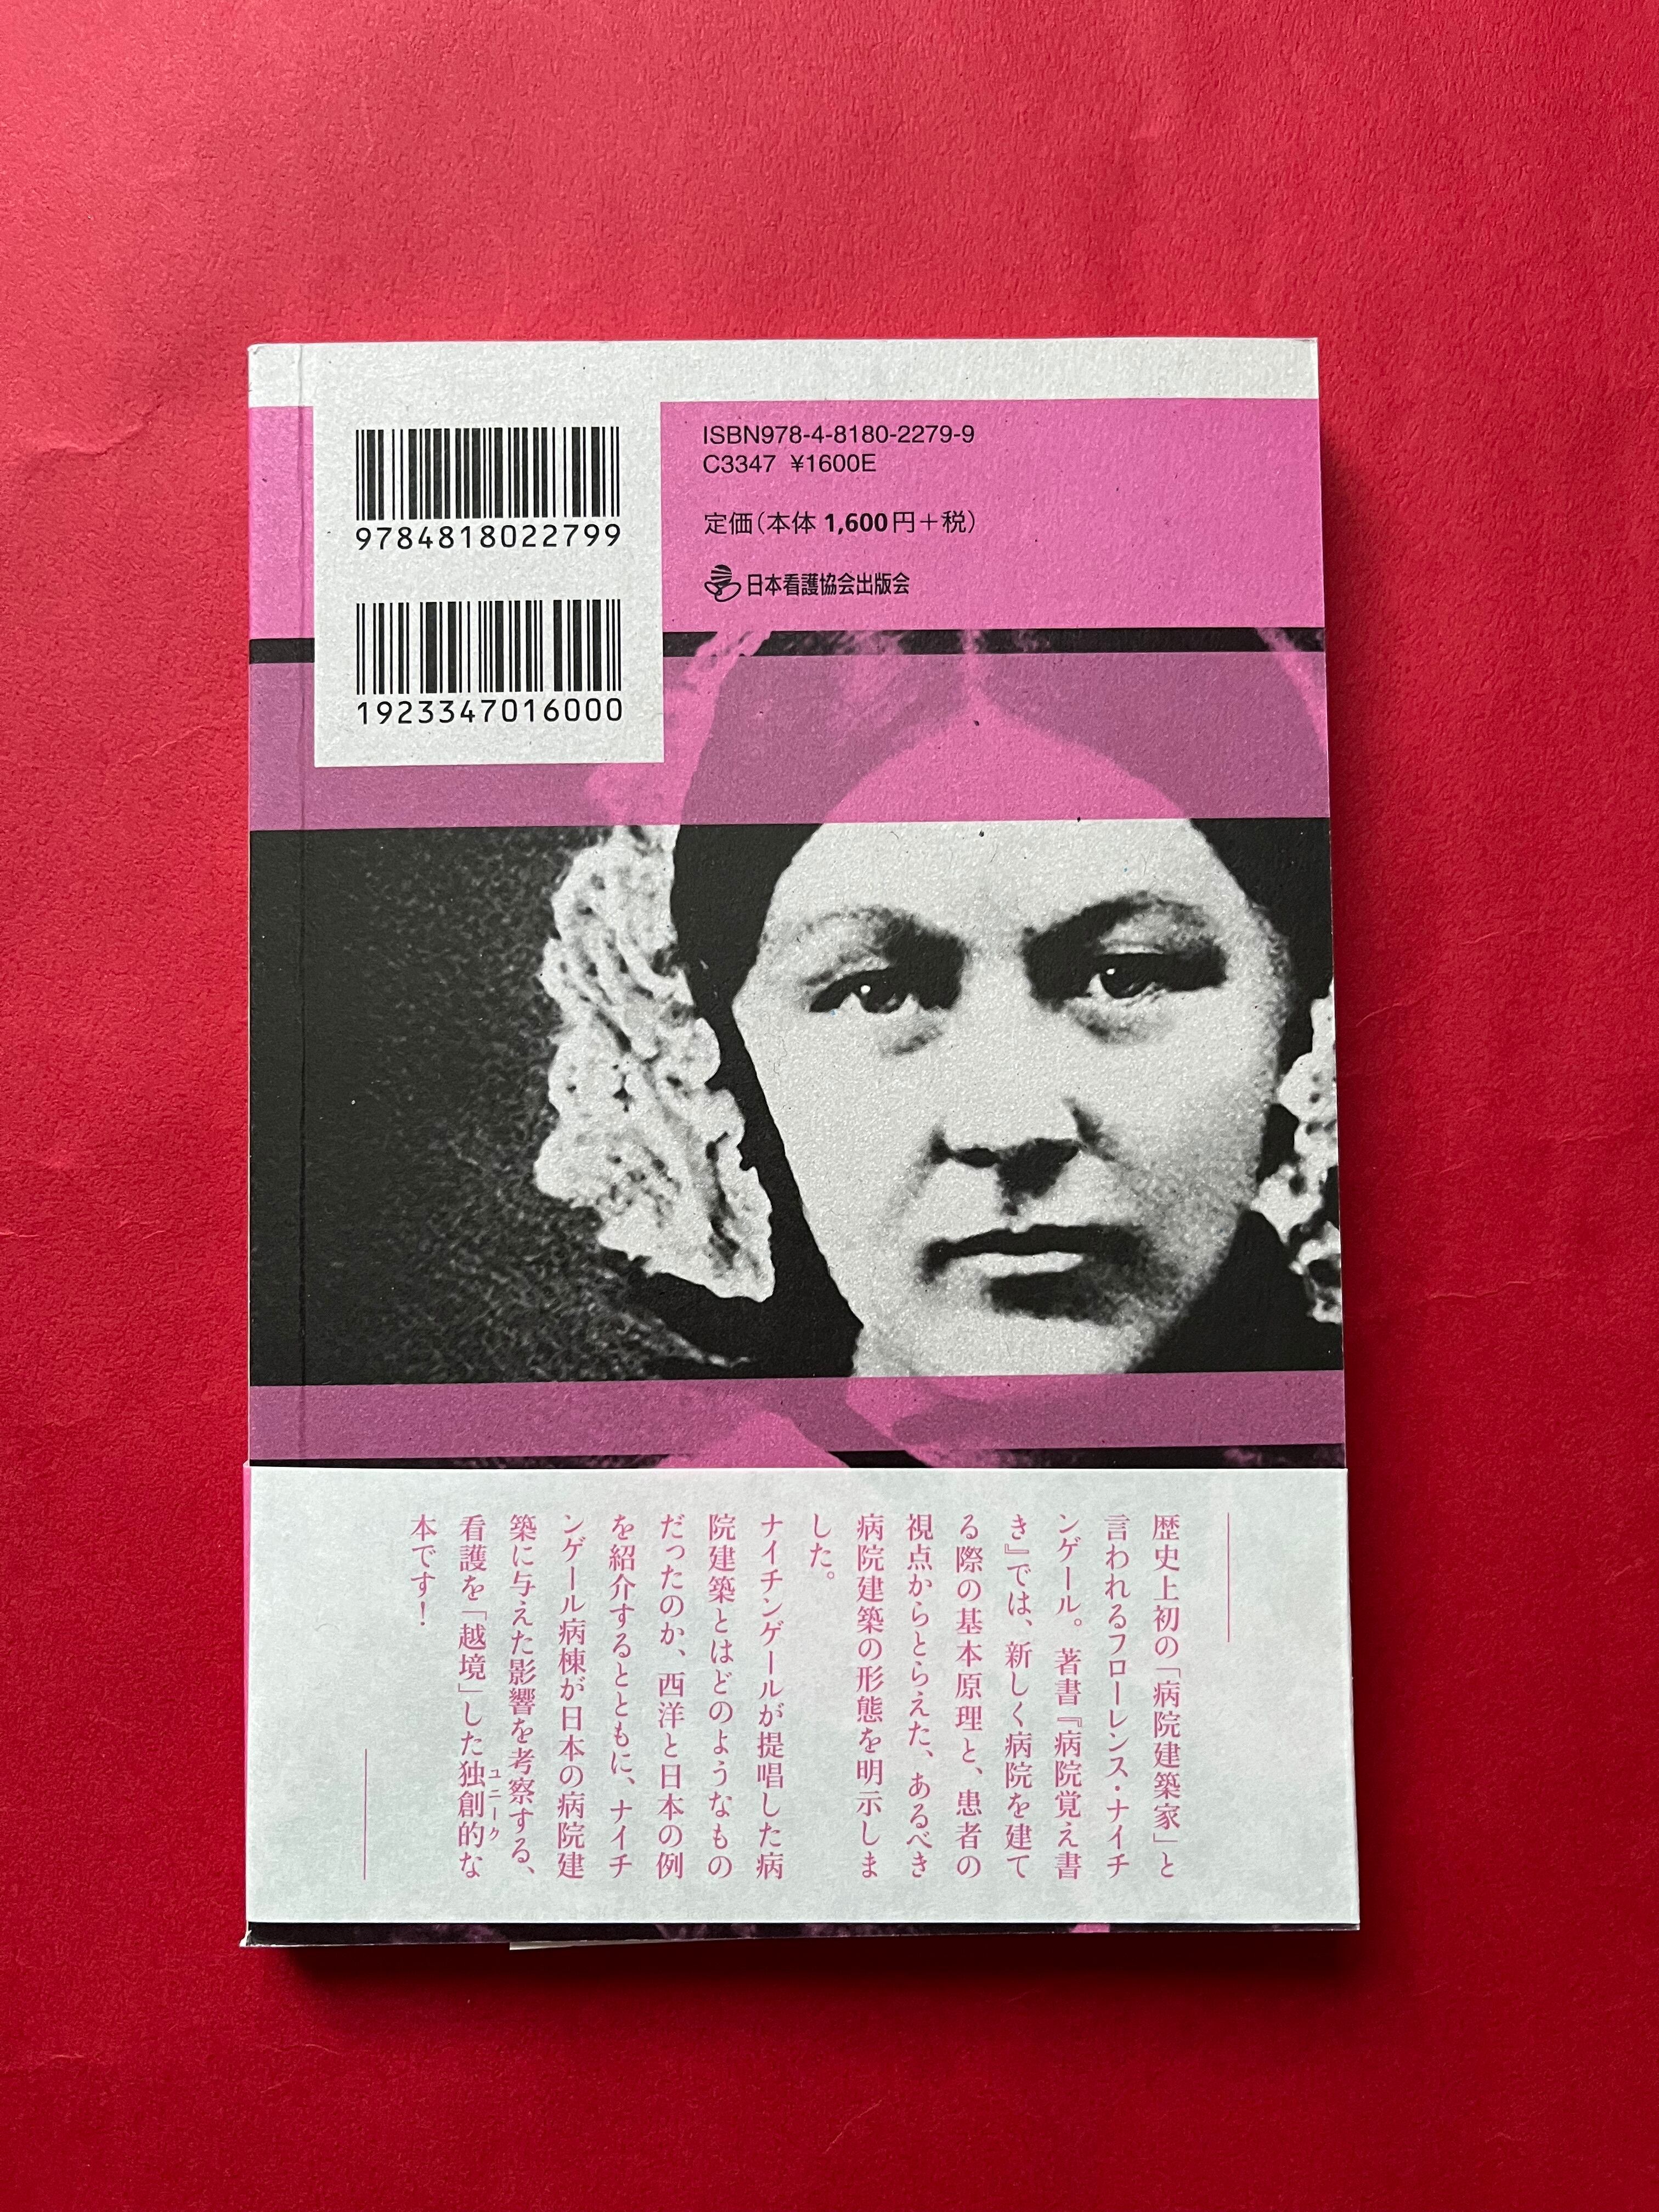 9784818022799
1923347016000
ISBN978-4-8180-2279-9
C3347 ¥1600E
定価（本体 1,600円＋税）
日本看護協会出版会
歴史上初の「病院建築家」と
言われるフローレンス・ナイチ
ンゲール。著書『病院覚え書
き』では、新しく病院を建て
る際の基本原理と、患者の
視点からとらえた、あるべき
病院建築の形態を明示しま
した。
ナイチンゲールが提唱した病
院建築とはどのようなもの
だったのか、西洋と日本の例
を紹介するとともに、ナイチ
ンゲール病棟が日本の病院建
築に与えた影響を考察する、
看護を「越境」した独創的な
ユニーク
本です！